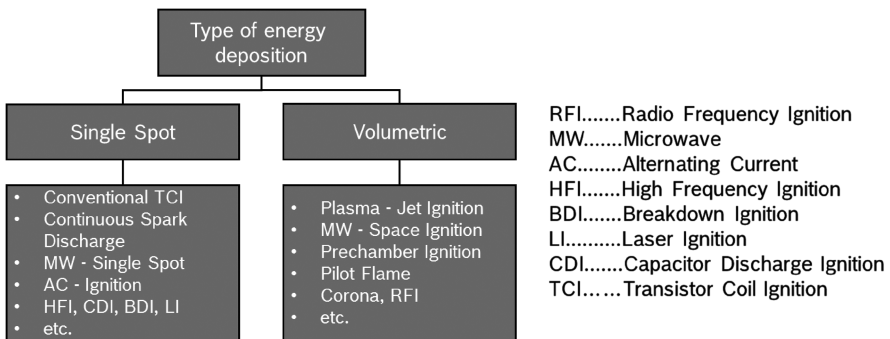 Type of energy
deposition
Single Spot
Volumetric
• Conventional TCI
• Continuous Spark
Discharge
• MW - Single Spot
• AC - Ignition
• HFI, CDI, BDI, LI
• etc.
• Plasma - Jet Ignition
• MW - Space Ignition
• Prechamber Ignition
• Pilot Flame
• Corona, RFI
• etc.
RFI.......Radio Frequency Ignition
MW.......Microwave
AC........Alternating Current
HFI.......High Frequency Ignition
BDI.......Breakdown Ignition
LI..........Laser Ignition
CDI.......Capacitor Discharge Ignition
TCI... ...Transistor Coil Ignition